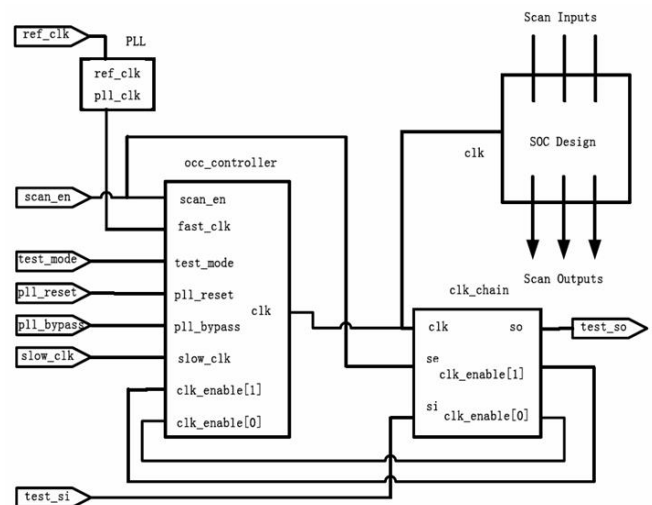 ref_clk
PLL
ref_clk
pll_clk
Scan Inputs
SOC Design
clk
Scan Outputs
occ_controller
scan_en
scan_en
fast_clk
test_mode
test_mode
pll_reset
pll_reset
clk
pll_bypass
pll_bypass
slow_clk
slow_clk
clk_enable[1]
clk_enable[0]
clk_chain
clk
so
test_so
se
clk_enable[1]
si
clk_enable[0]
test_si